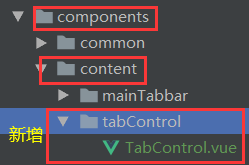 components
common
content
mainTabbar
新增 tabControl
TabControl.vue